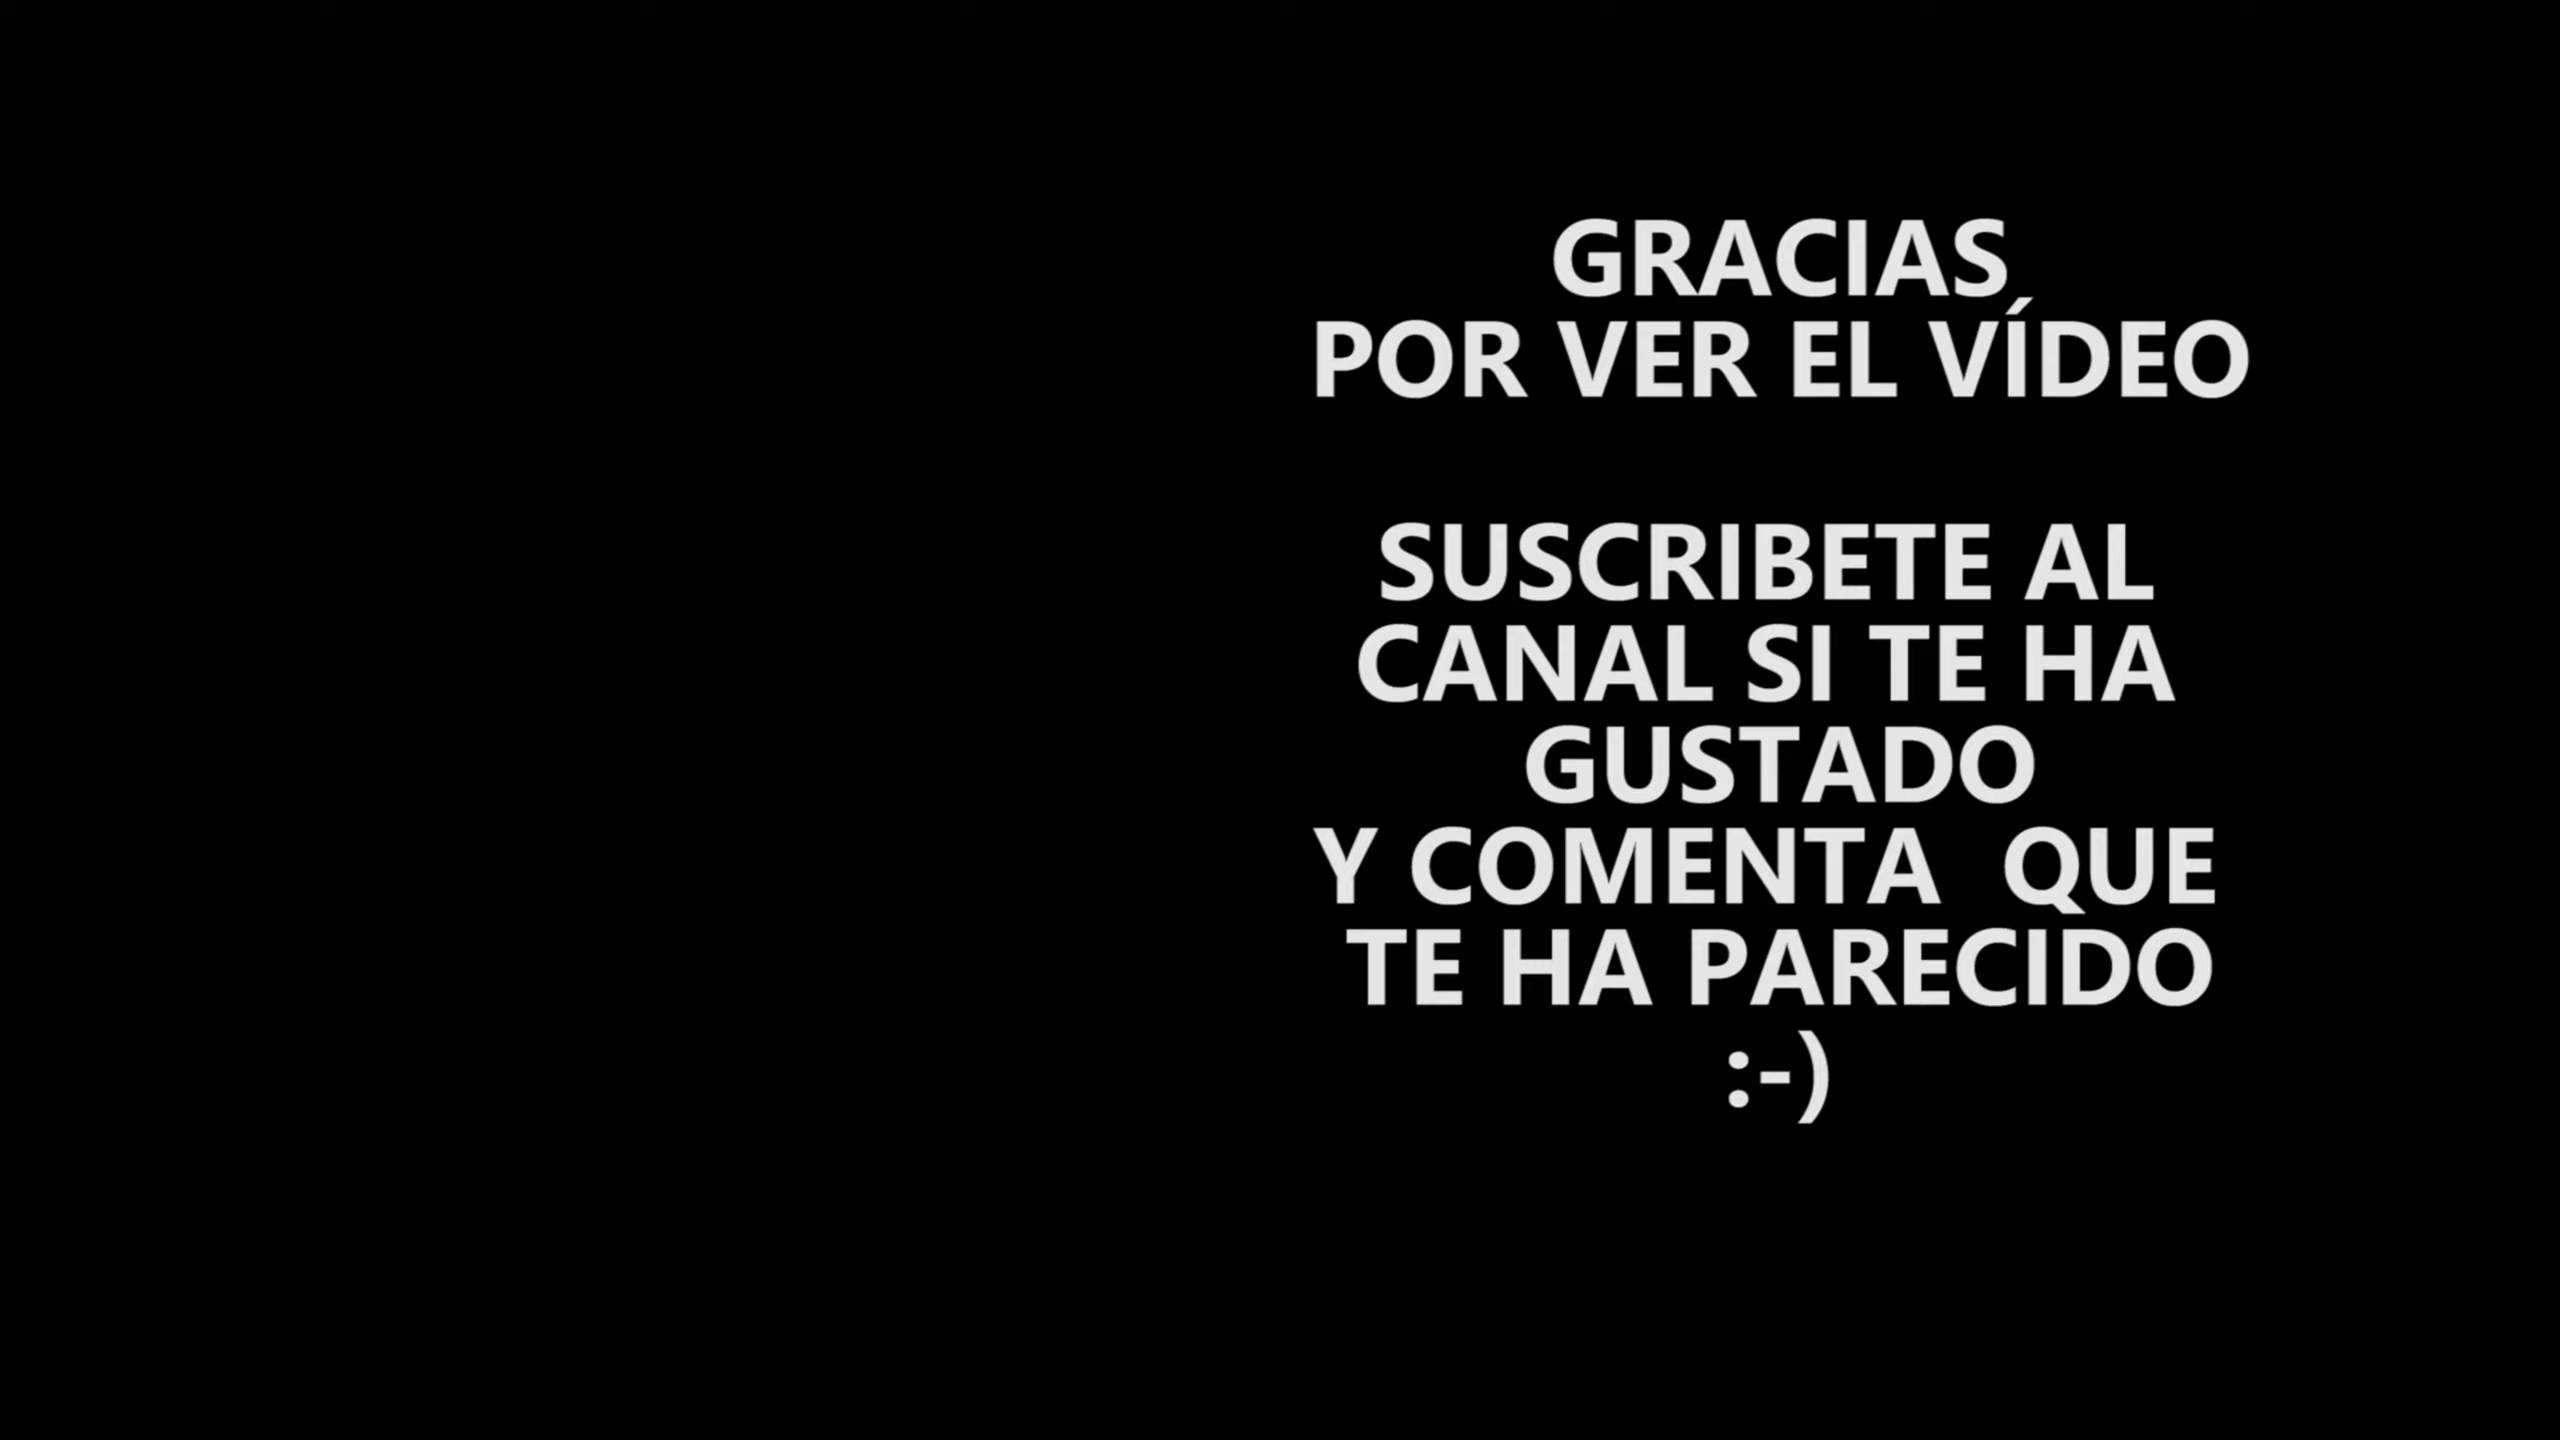 GRACIAS
POR VER EL VÍDEO
SUSCRIBETE AL
CANAL SI TE HA
GUSTADO
Y COMENTA  QUE
TE HA PARECIDO
:-)